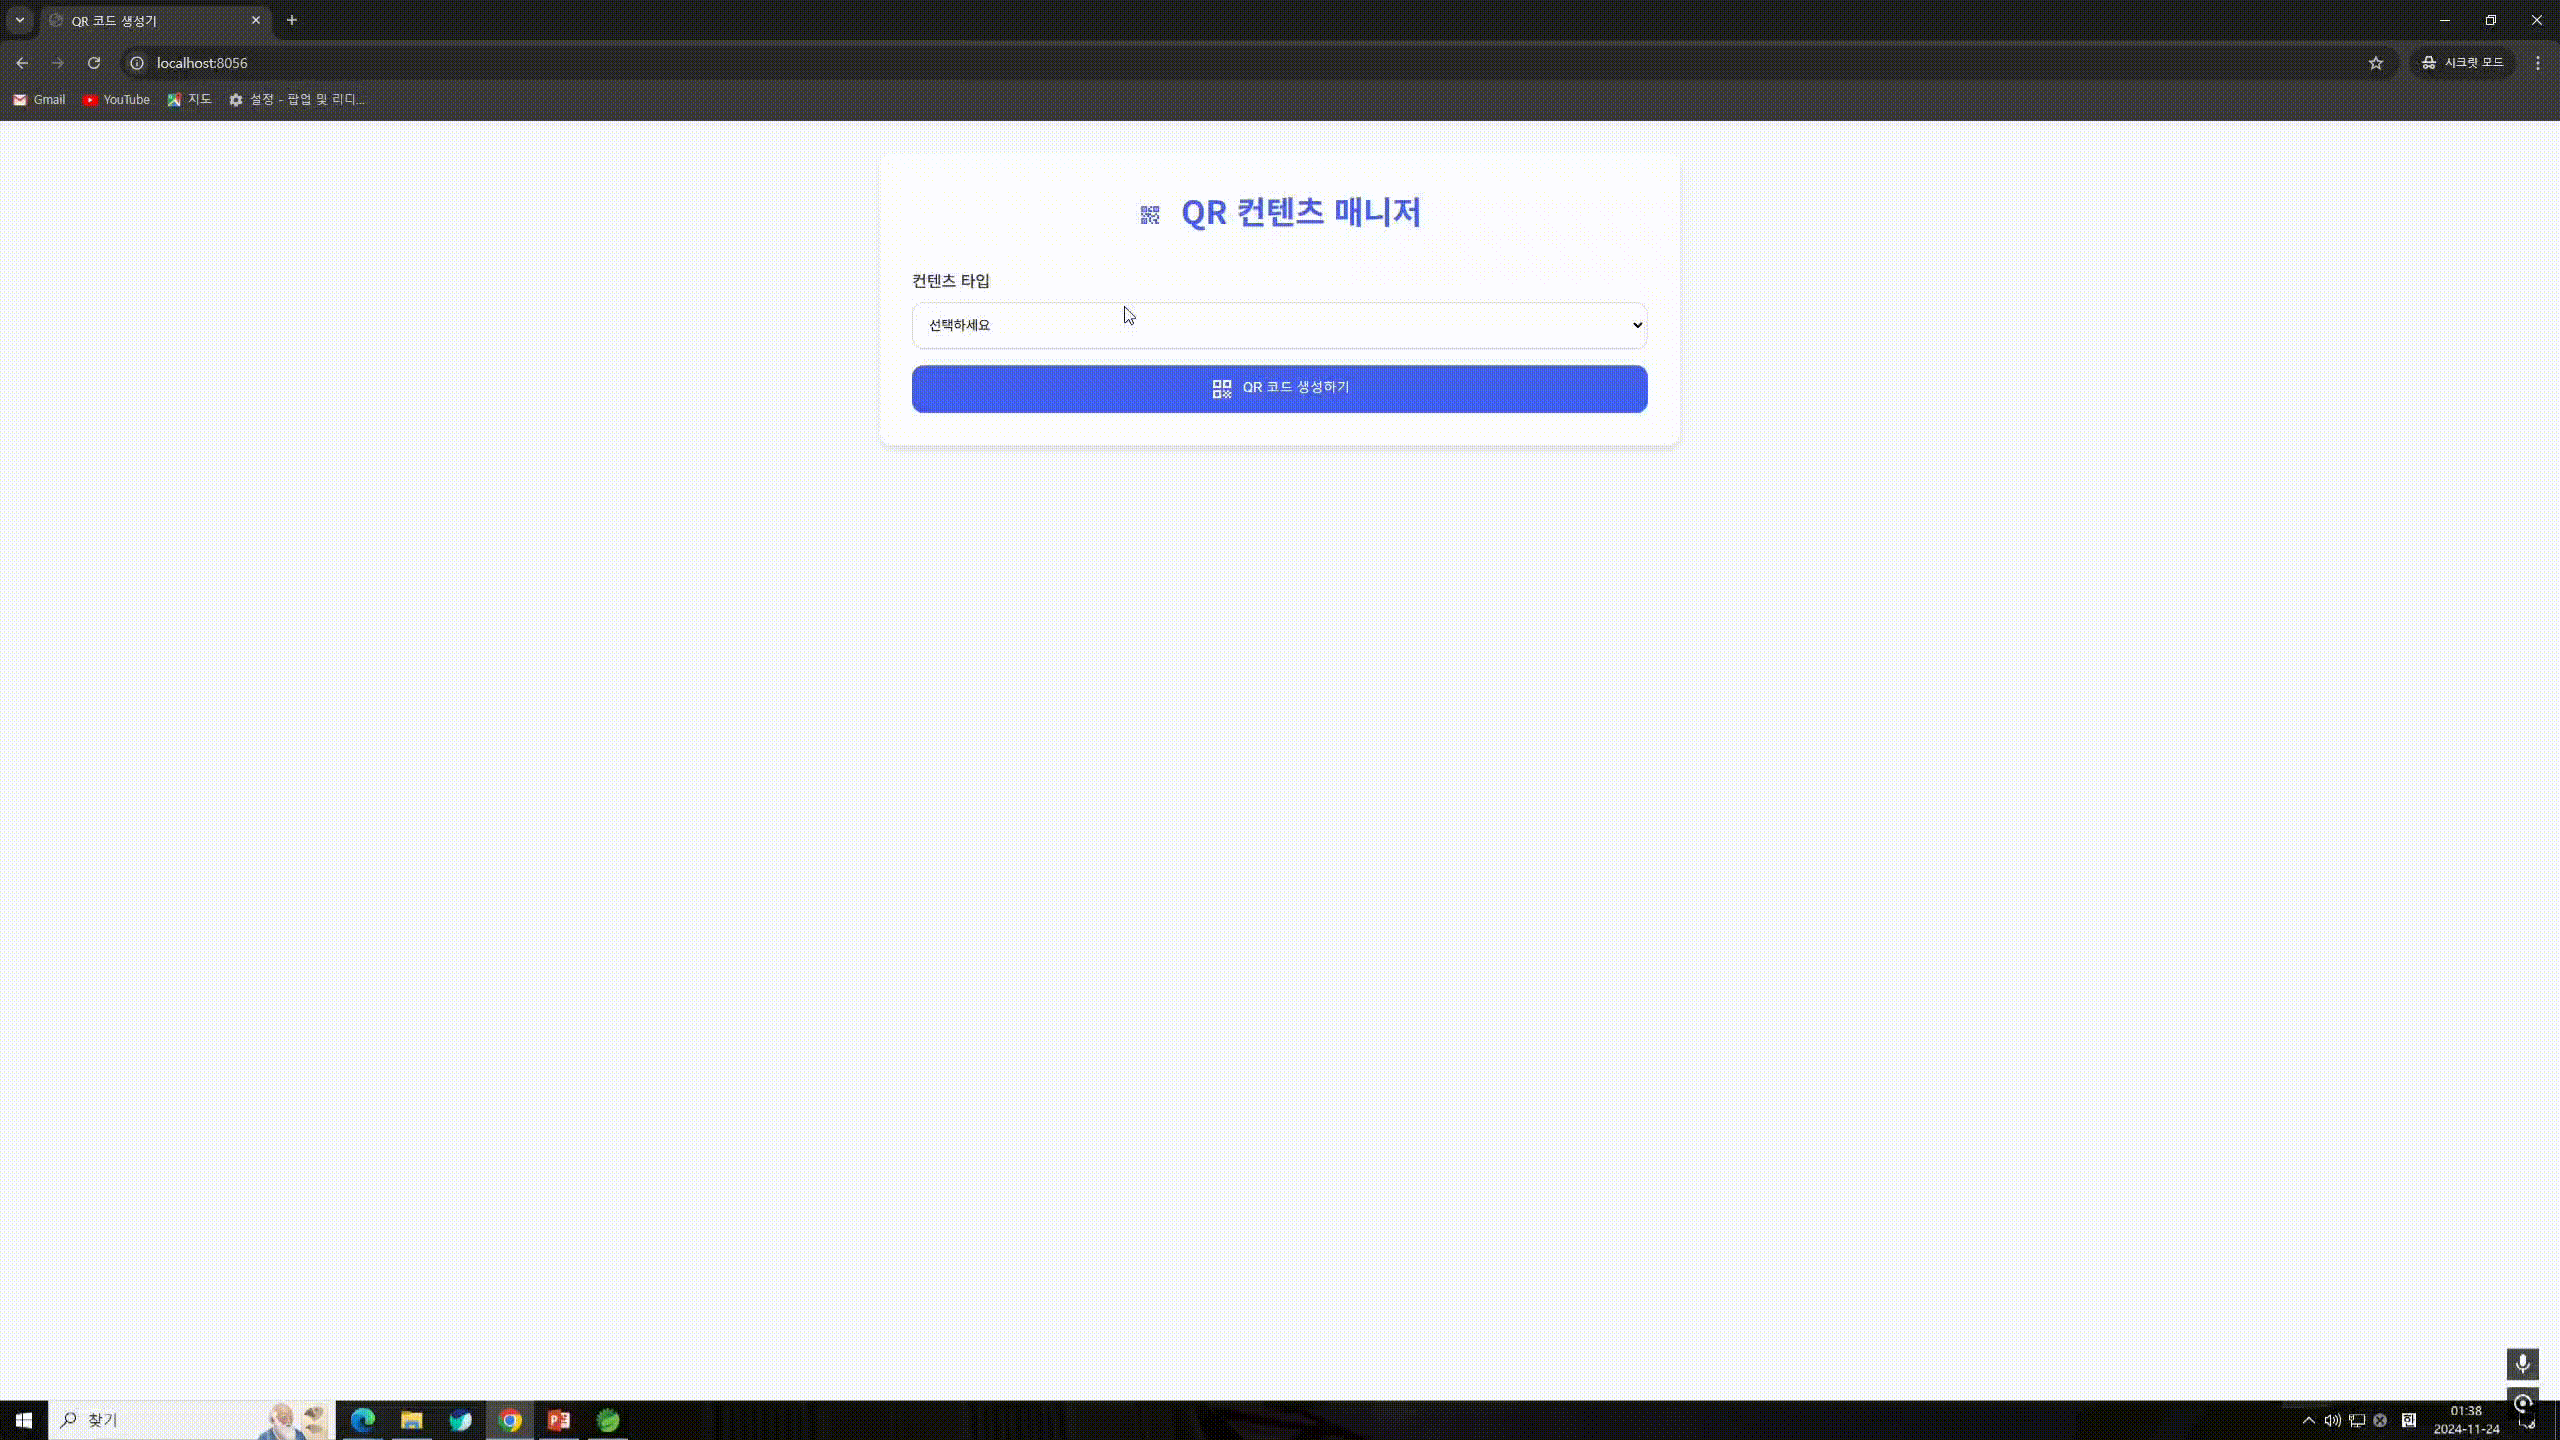 QR 코드 생성기
localhost:8056
시크릿 모드
Gmail
YouTube
지도
설정 - 팝업 및 리디...
QR 컨텐츠 매니저
컨텐츠 타입
선택하세요
QR 코드 생성하기
찾기
01:38
2024-11-24